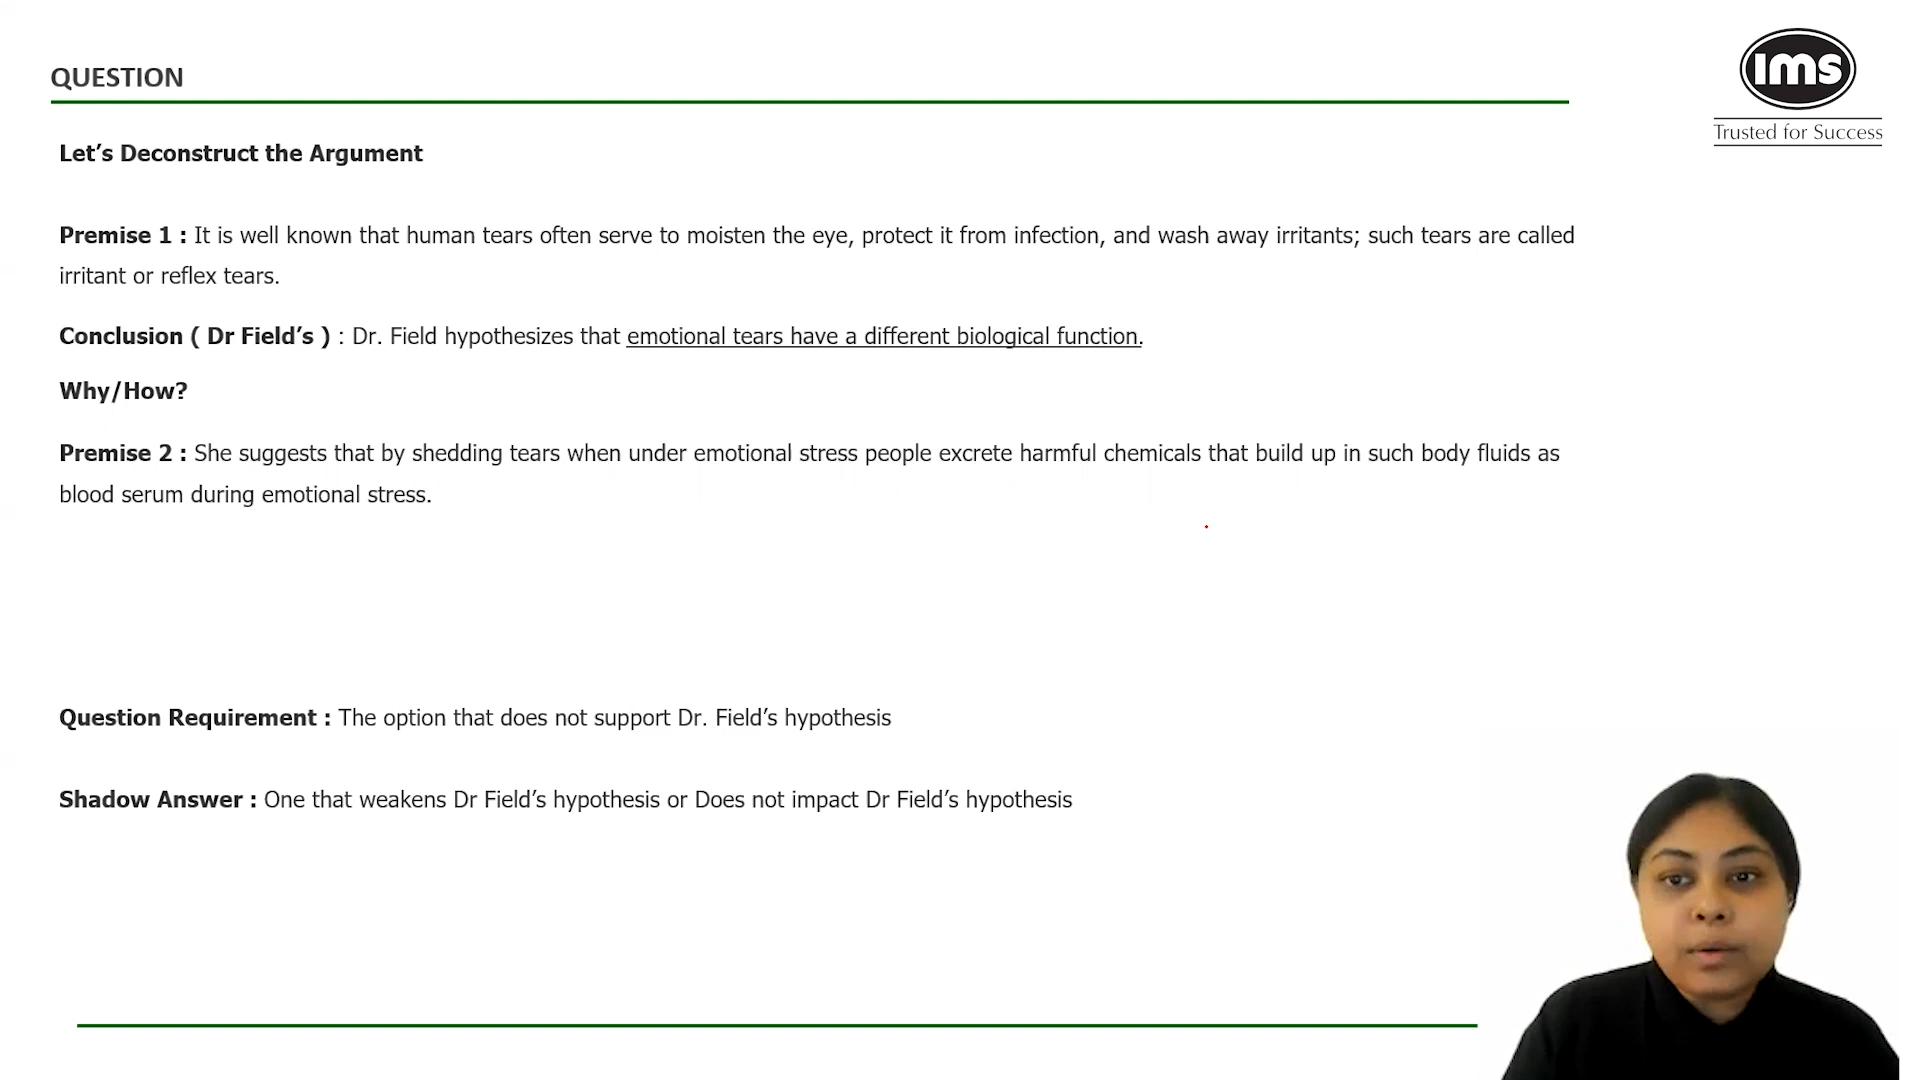 QUESTION
ims
Trusted for Success
Let’s Deconstruct the Argument
Premise 1 : It is well known that human tears often serve to moisten the eye, protect it from infection, and wash away irritants; such tears are called
irritant or reflex tears.
Conclusion ( Dr Field’s ) : Dr. Field hypothesizes that emotional tears have a different biological function.
Why/How?
Premise 2 : She suggests that by shedding tears when under emotional stress people excrete harmful chemicals that build up in such body fluids as
blood serum during emotional stress.
Question Requirement : The option that does not support Dr. Field’s hypothesis
Shadow Answer : One that weakens Dr Field’s hypothesis or Does not impact Dr Field’s hypothesis